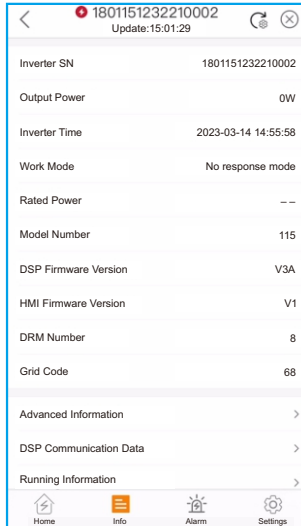 1801151232210002
Update:15:01:29
Inverter SN 1801151232210002
Output Power 0W
Inverter Time 2023-03-14 14:55:58
Work Mode No response mode
Rated Power – –
Model Number 115
DSP Firmware Version V3A
HMI Firmware Version V1
DRM Number 8
Grid Code 68
Advanced Information
DSP Communication Data
Running Information
Home Info Alarm Settings